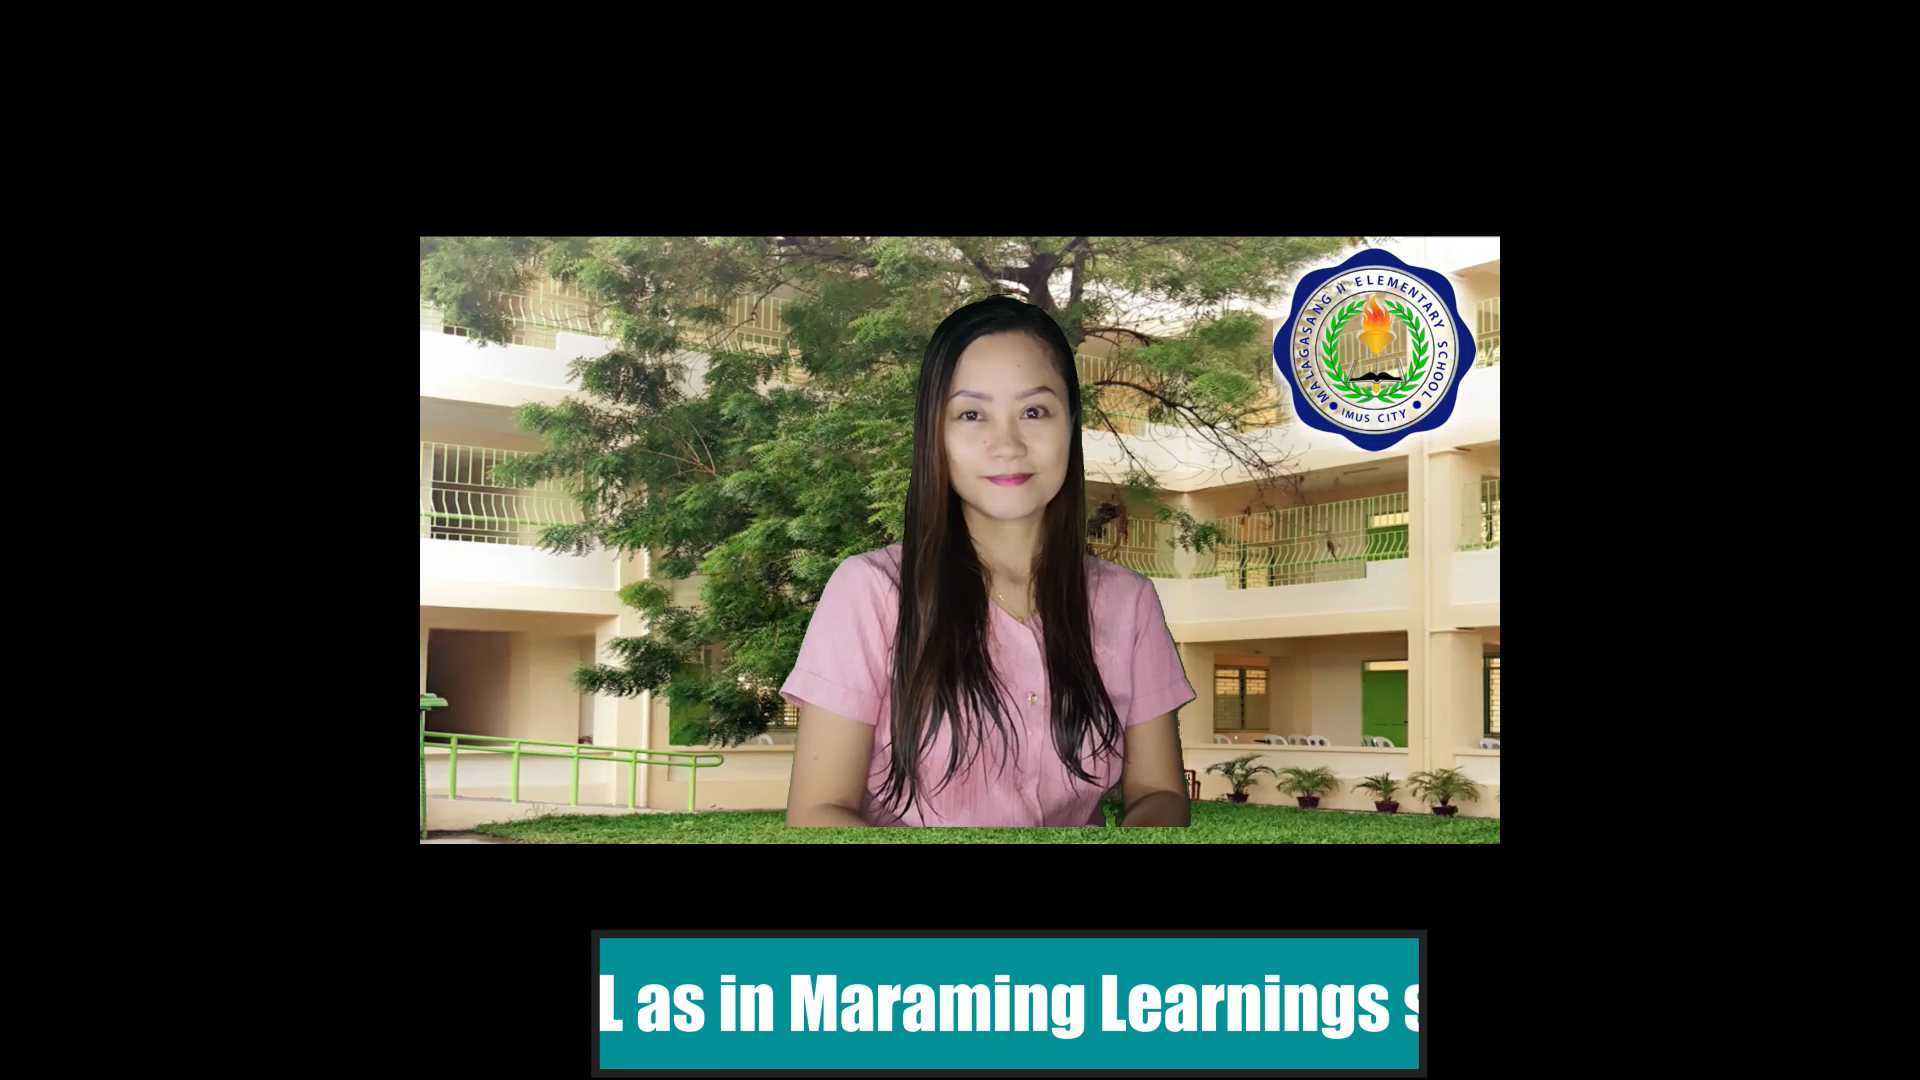 MALAGASANG II ELEMENTARY SCHOOL
IMUS CITY
L as in Maraming Learnings s